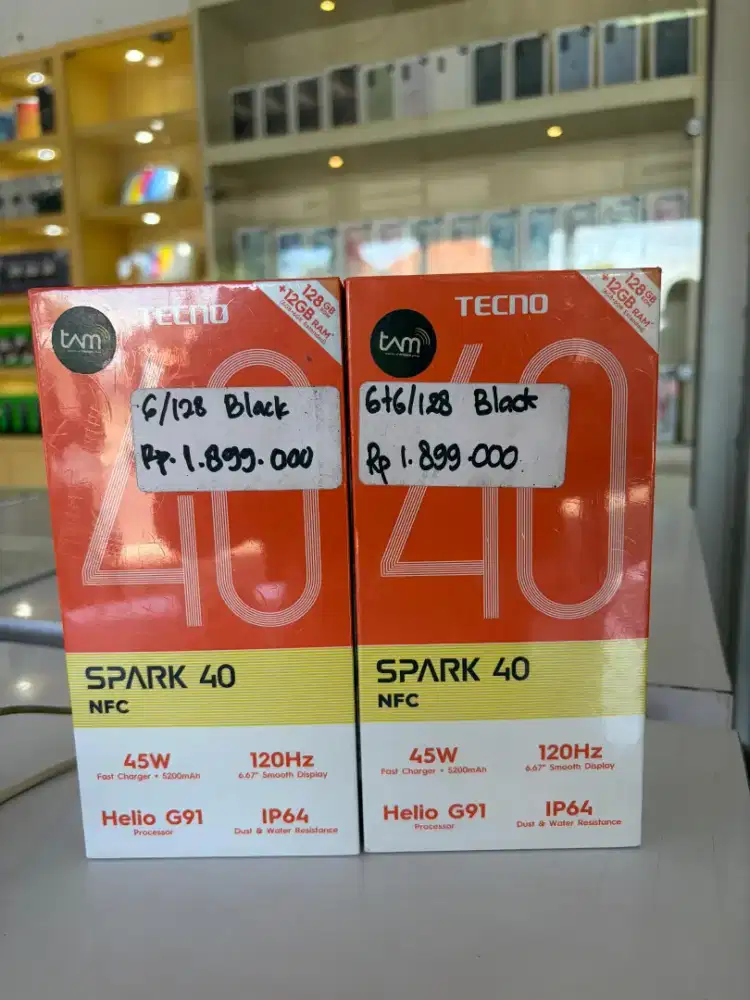 TECNO
128GB
+12GB RAM*
tam
40
6/128 Black
Rp. 1.899.000
SPARK 40
NFC
45W
Fast Charger + 5200mAh
120Hz
6.67" Smooth Display
Helio G91
Processor
IP64
Dust & Water Resistance
TECNO
128GB
+12GB RAM*
tam
40
6+6/128 Black
Rp 1.899.000
SPARK 40
NFC
45W
Fast Charger + 5200mAh
120Hz
6.67" Smooth Display
Helio G91
Processor
IP64
Dust & Water Resistance